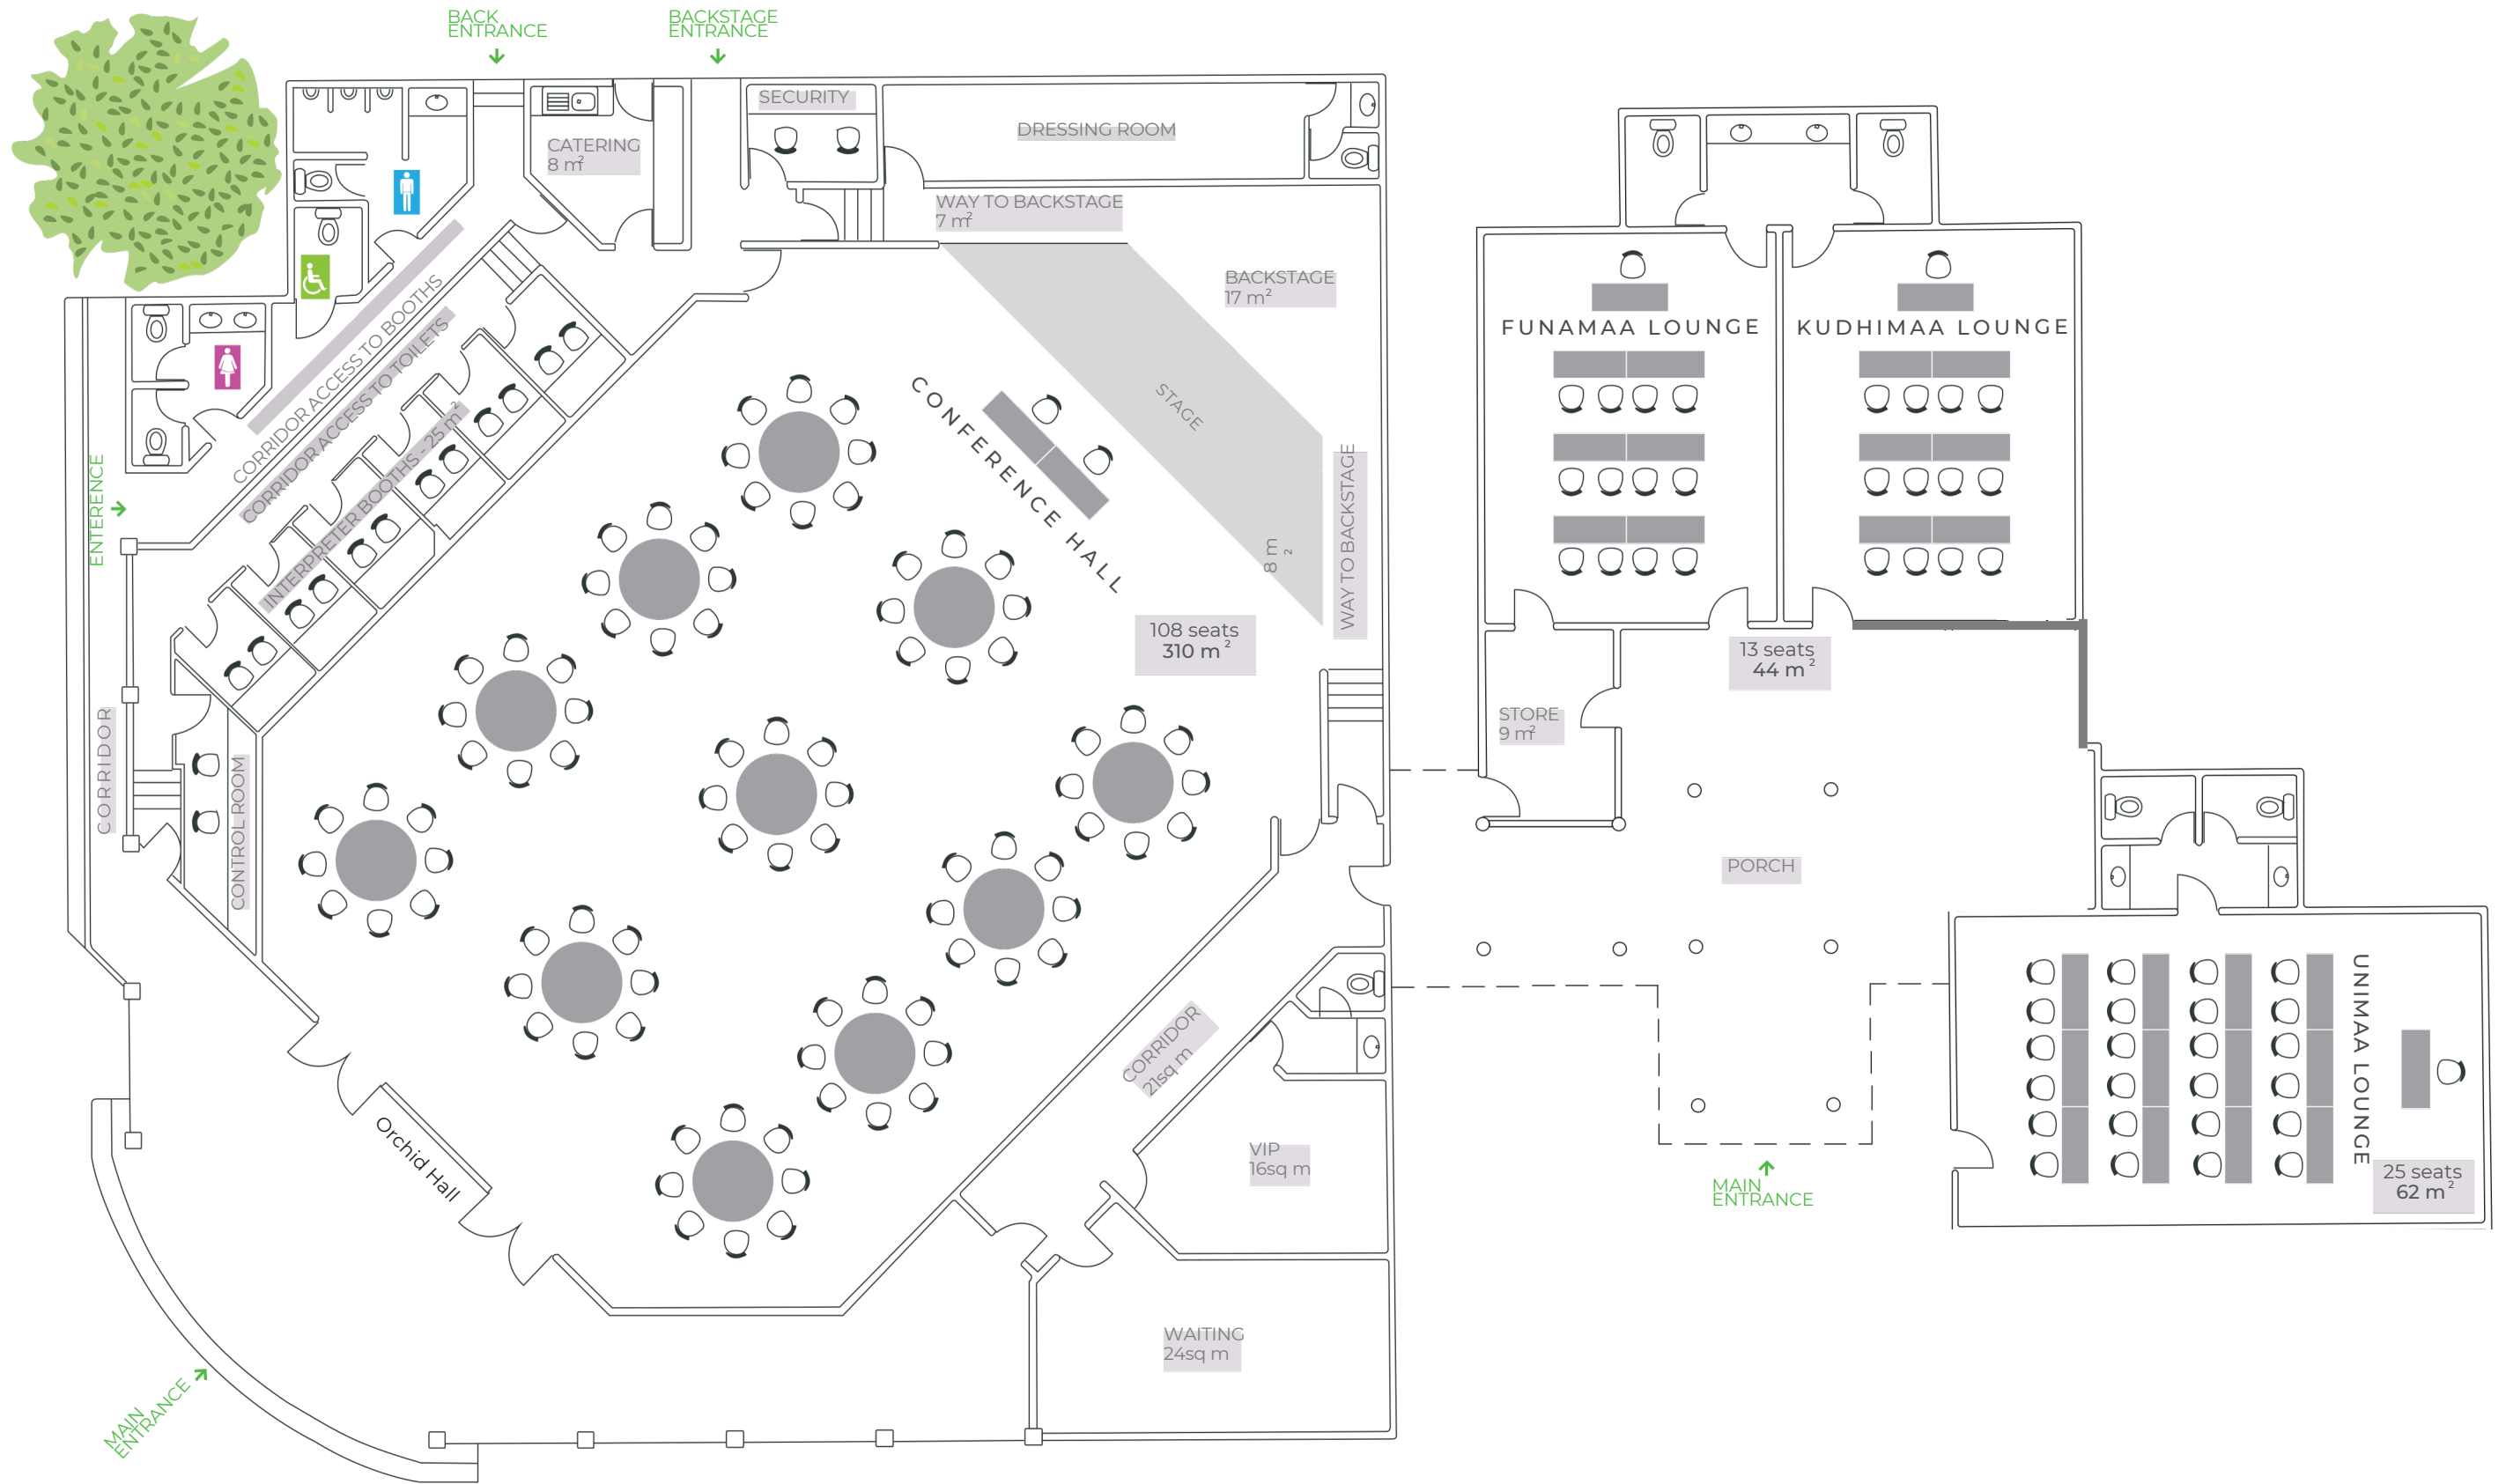 BACK
ENTRANCE
BACKSTAGE
ENTRANCE
SECURITY
CATERING
8 m²
DRESSING ROOM
WAY TO BACKSTAGE
7 m²
BACKSTAGE
17 m²
STAGE
CORRIDOR ACCESS TO BOOTHS
CORRIDOR ACCESS TO TOILETS
INTERPRETER BOOTHS - 25 m²
CONFERENCE HALL
ENTERENCE
8 m²
WAY TO BACKSTAGE
108 seats
310 m²
CORRIDOR
CONTROL ROOM
Orchid Hall
CORRIDOR
21sq m
VIP
16sq m
WAITING
24sq m
MAIN
ENTRANCE
FUNAMAA LOUNGE
KUDHIMAA LOUNGE
13 seats
44 m²
STORE
9 m²
PORCH
MAIN
ENTRANCE
UNIMAA LOUNGE
25 seats
62 m²